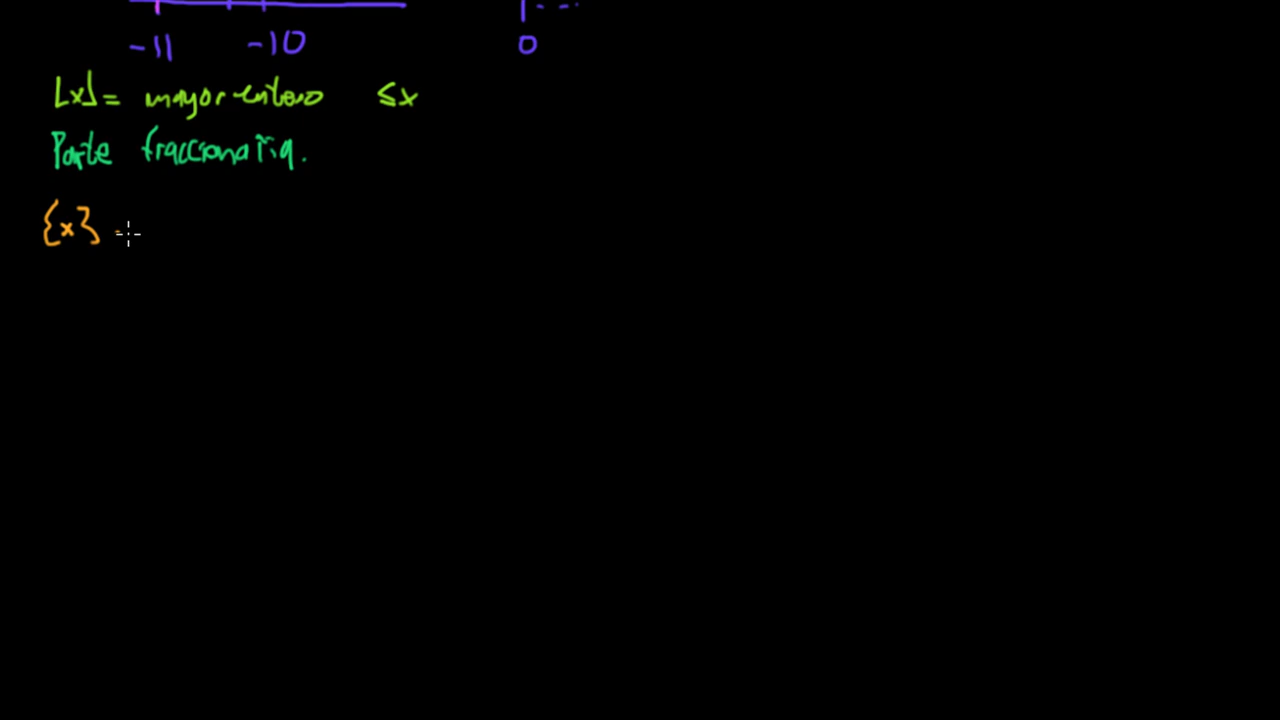 -11 -10 0
⌊x⌋ = mayor entero ≤x
Parte fraccionaria.
{x}